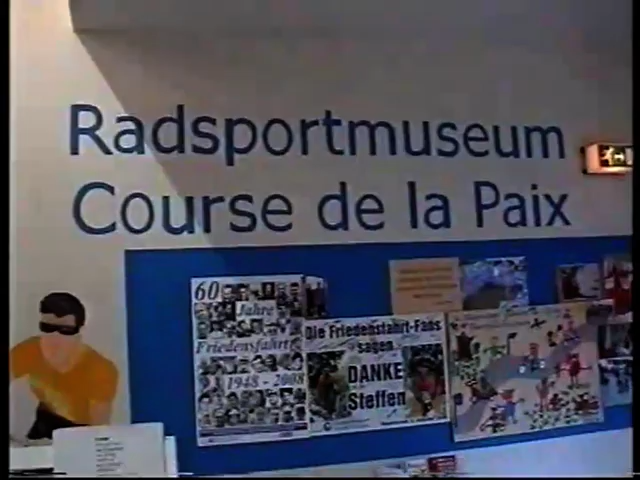 Radsportmuseum
Course de la Paix
60
Jahre
Friedensfahrt
1948 - 2008
Die Friedensfahrt-Fans
sagen
DANKE
Steffen